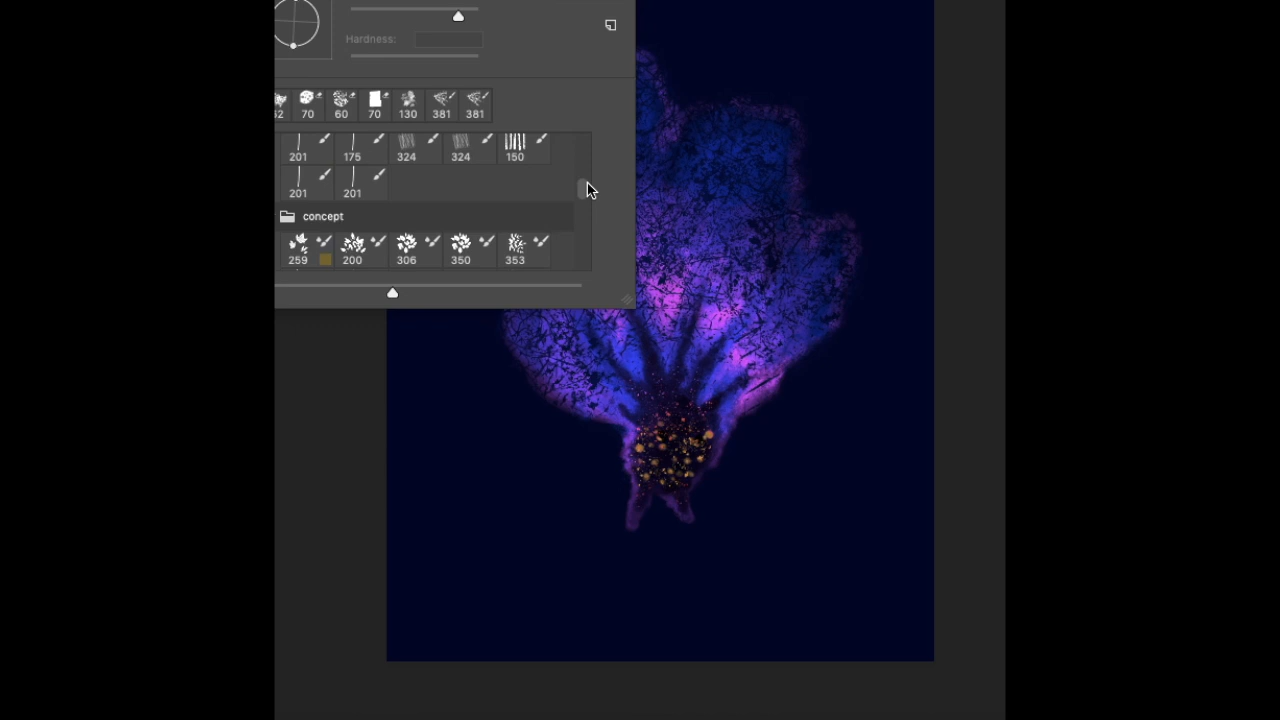 Hardness:
70 60 70 130 381 381
201 175 324 324 150
201 201
concept
259 200 306 350 353